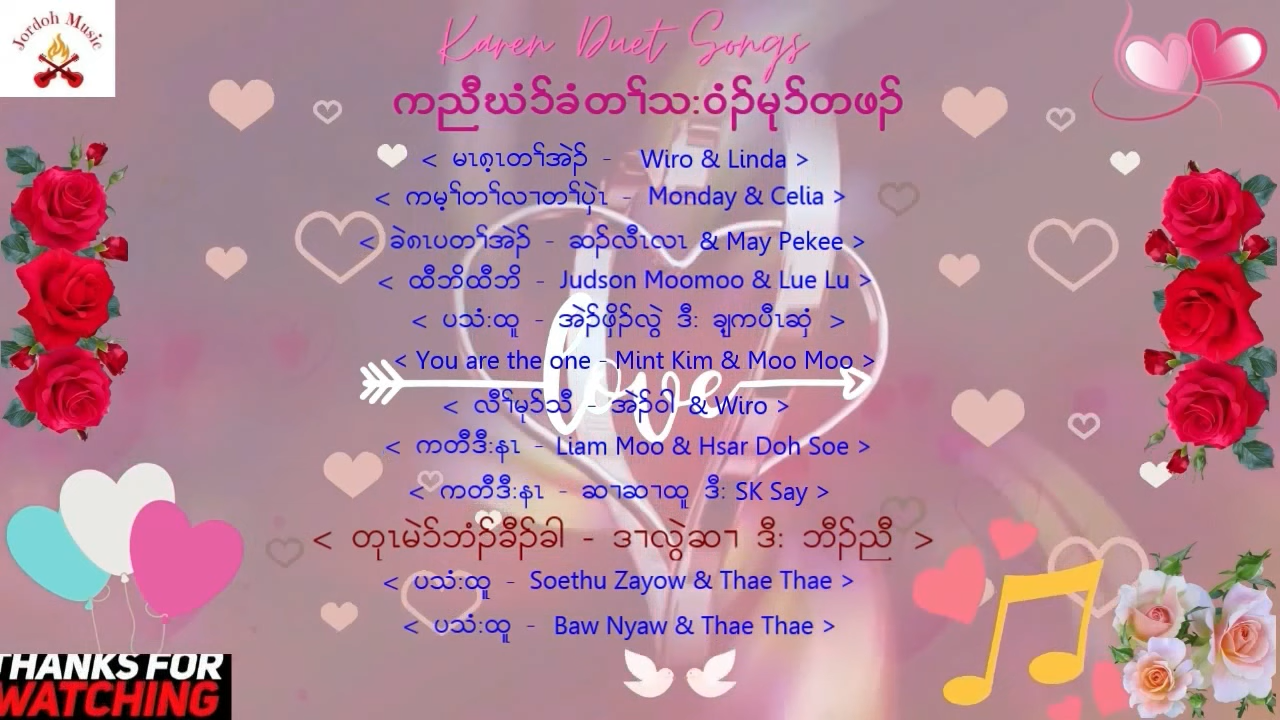 Jordoh Music
Karen Duet Songs
ကညီဃံၥ်ခံတၢ်သးဝံၣ်မုၥ်တဖၣ်
< မၤစ့ၤတၢ်အဲၣ် - Wiro & Linda >
< ကမ့ၢ်တၢ်လၢတၢ်ပှဲၤ - Monday & Celia >
< ခဲစၤပတၢ်အဲၣ် - ဆၣ်လီၤလၤ & May Pekee >
< ထီဘိထီဘိ - Judson Moomoo & Lue Lu >
< ပသံးထူ - အဲၣ်ဖှိၣ်လွဲ ဒီး ချ့ကပီၤဆှံ >
< You are the one - Mint Kim & Moo Moo >
love
< လီၢ်မုၥ်သီ - အဲၣ်ဝါ & Wiro >
< ကတီဒီးနၤ - Liam Moo & Hsar Doh Soe >
< ကတီဒီးနၤ - ဆၢဆၢထူ ဒီး SK Say >
< တုၤမဲၥ်ဘံၣ်ခီၣ်ခါ - ဒၢလွဲဆၢ ဒီး ဘီၣ်ညီ >
< ပသံးထူ - Soethu Zayow & Thae Thae >
< ပသံးထူ - Baw Nyaw & Thae Thae >
THANKS FOR
WATCHING